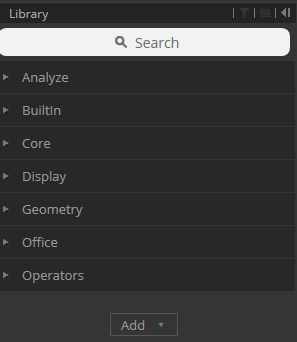 Library
Search
Analyze
BuiltIn
Core
Display
Geometry
Office
Operators
Add